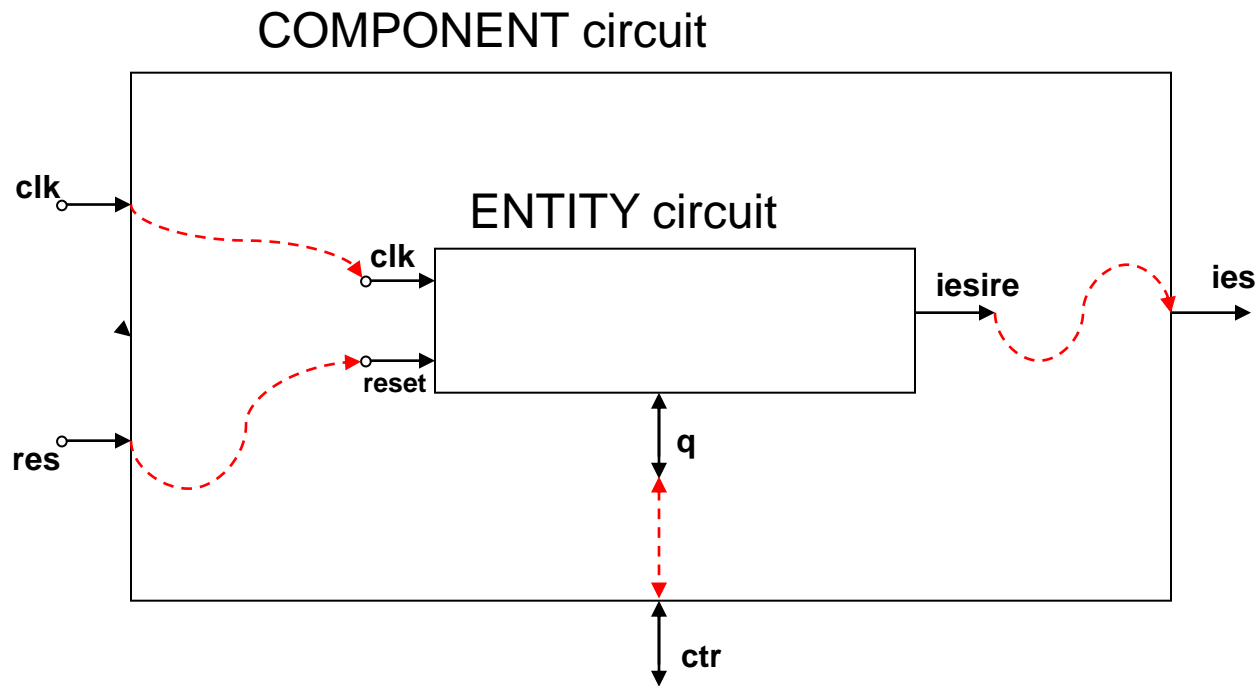 COMPONENT circuit
clk
ENTITY circuit
clk
iesire
ies
reset
res
q
ctr